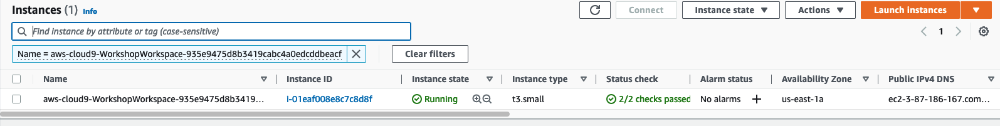 Instances (1) Info Connect Instance state Actions Launch instances
Find instance by attribute or tag (case-sensitive) 1
Name = aws-cloud9-WorkshopWorkspace-935e9475d8b3419cabc4a0edcddbeacf Clear filters
Name Instance ID Instance state Instance type Status check Alarm status Availability Zone Public IPv4 DNS
aws-cloud9-WorkshopWorkspace-935e9475d8b3419... i-01eaf008e8c7c8d8f Running t3.small 2/2 checks passed No alarms us-east-1a ec2-3-87-186-167.com...